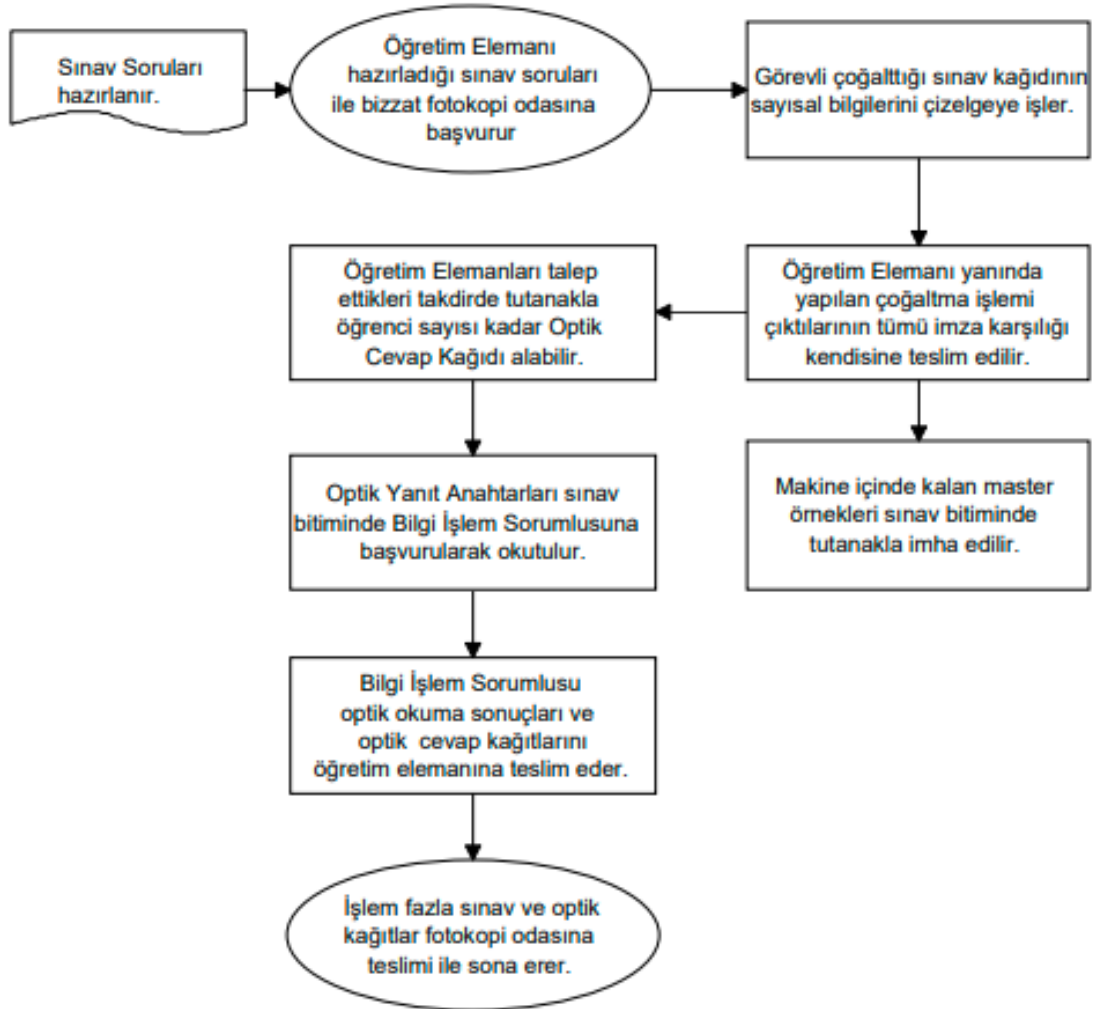 Sınav Soruları
hazırlanır.
Öğretim Elemanı
hazırladığı sınav soruları
ile bizzat fotokopi odasına
başvurur
Görevli çoğalttığı sınav kağıdının
sayısal bilgilerini çizelgeye işler.
Öğretim Elemanı yanında
yapılan çoğaltma işlemi
çıktılarının tümü imza karşılığı
kendisine teslim edilir.
Öğretim Elemanları talep
ettikleri takdirde tutanakla
öğrenci sayısı kadar Optik
Cevap Kağıdı alabilir.
Makine içinde kalan master
örnekleri sınav bitiminde
tutanakla imha edilir.
Optik Yanıt Anahtarları sınav
bitiminde Bilgi İşlem Sorumlusuna
başvurularak okutulur.
Bilgi İşlem Sorumlusu
optik okuma sonuçları ve
optik cevap kağıtlarını
öğretim elemanına teslim eder.
İşlem fazla sınav ve optik
kağıtlar fotokopi odasına
teslimi ile sona erer.